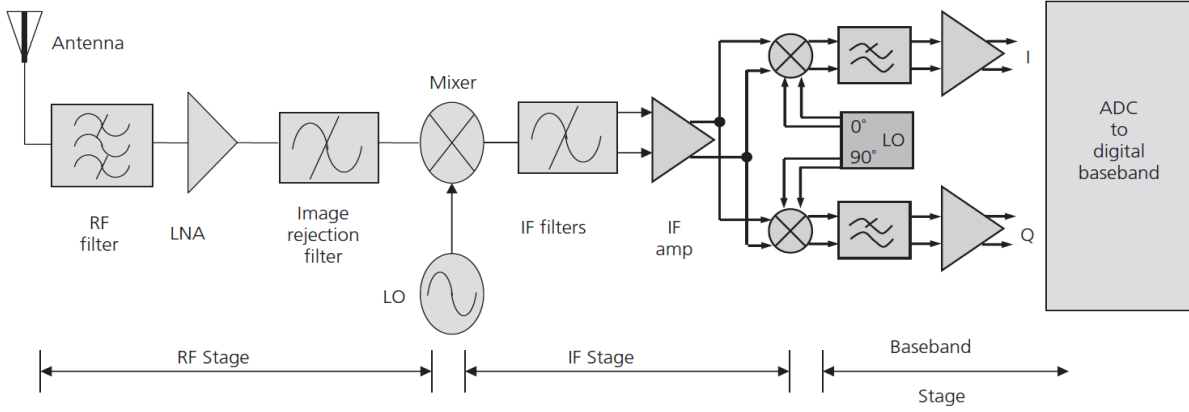 Antenna
Mixer
I
ADC
to
digital
baseband
0°
LO
90°
RF
filter
LNA
Image
rejection
filter
IF filters
IF
amp
Q
LO
RF Stage
IF Stage
Baseband
Stage